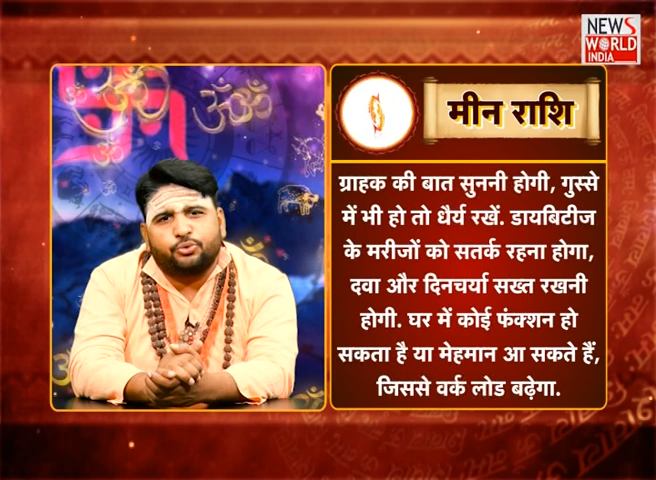 NEWS
WORLD
INDIA
मीन राशि
ग्राहक की बात सुननी होगी, गुस्से
में भी हो तो धैर्य रखें. डायबिटीज
के मरीजों को सतर्क रहना होगा,
दवा और दिनचर्या सख्त रखनी
होगी. घर में कोई फंक्शन हो
सकता है या मेहमान आ सकते हैं,
जिससे वर्क लोड बढ़ेगा.